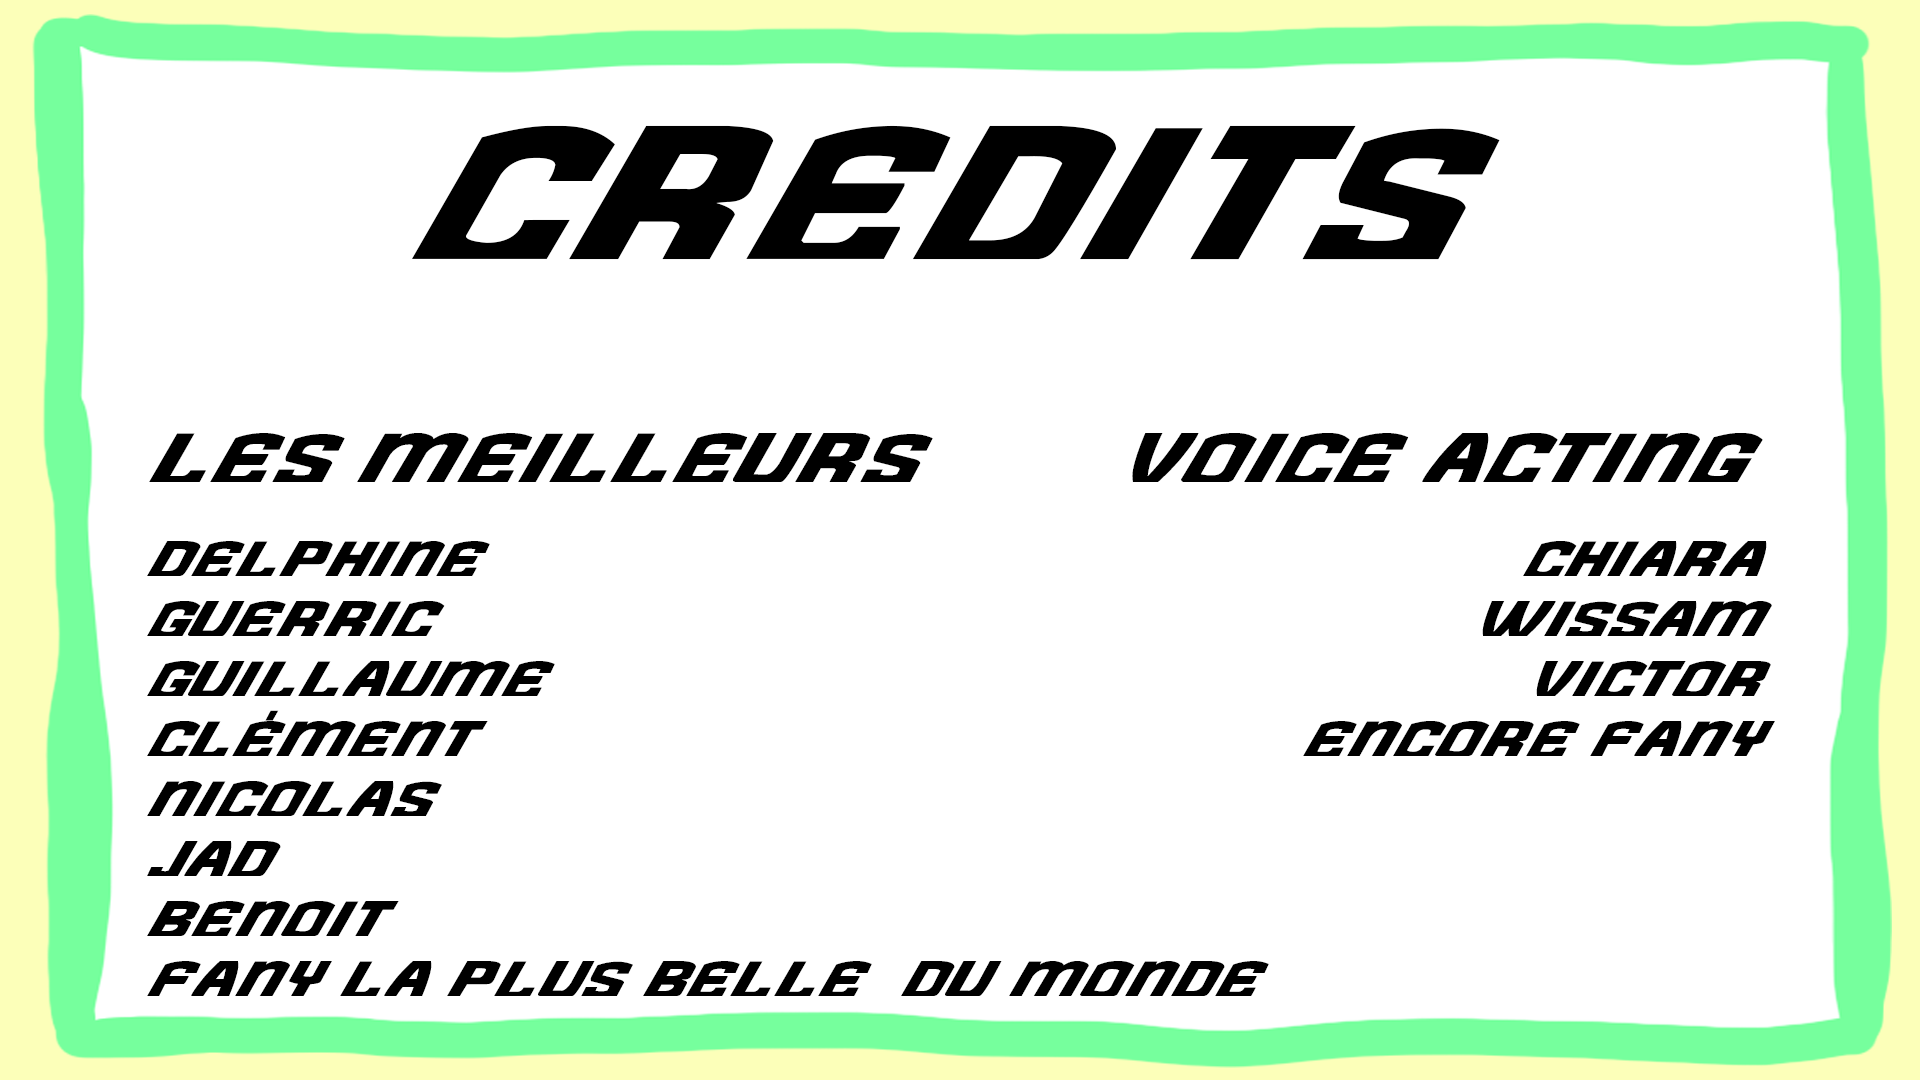 CREDITS
LES MEILLEURS
DELPHINE
GUERRIC
GUILLAUME
CLÉMENT
NICOLAS
JAD
BENOIT
FANY LA PLUS BELLE DU MONDE
VOICE ACTING
CHIARA
WISSAM
VICTOR
ENCORE FANY